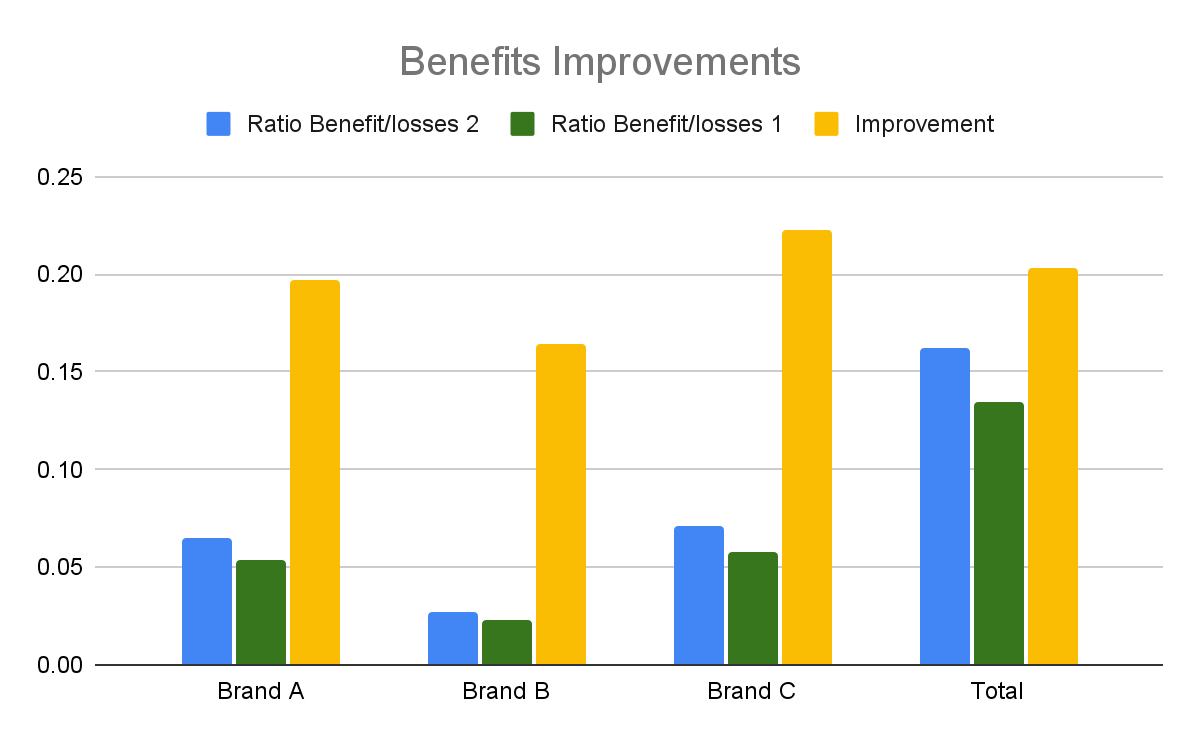 Benefits Improvements
Ratio Benefit/losses 2 Ratio Benefit/losses 1 Improvement
0.25
0.20
0.15
0.10
0.05
0.00
Brand A Brand B Brand C Total